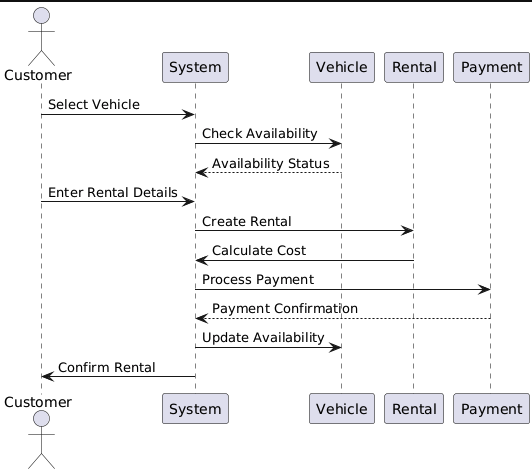 Customer
System
Vehicle
Rental
Payment
Select Vehicle
Check Availability
Availability Status
Enter Rental Details
Create Rental
Calculate Cost
Process Payment
Payment Confirmation
Update Availability
Confirm Rental
Customer
System
Vehicle
Rental
Payment